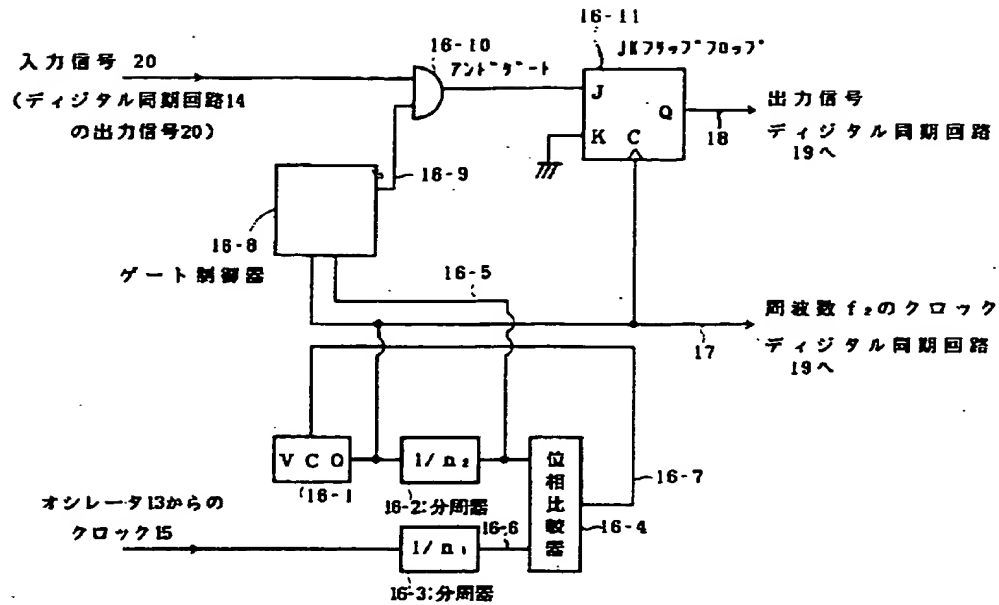 16-11
JKフリップフロップ
16-10
アンドゲート
入力信号 20
(ディジタル同期回路14
の出力信号20)
J
Q
K
C
18
出力信号
ディジタル同期回路
19へ
16-9
16-8
ゲート制御器
16-5
17
周波数 f₂のクロック
ディジタル同期回路
19へ
VCO
16-1
1/n₂
16-2:分周器
位相比較器
16-7
16-4
オシレータ13からの
クロック15
16-6
1/n₁
16-3:分周器